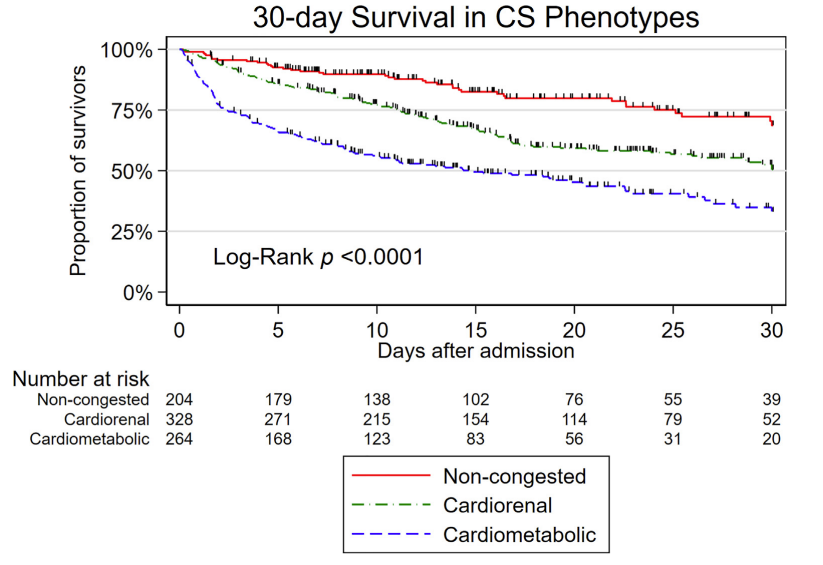 30-day Survival in CS Phenotypes
Proportion of survivors
100%
75%
50%
25%
0%
Log-Rank p <0.0001
0 5 10 15 20 25 30
Days after admission
Number at risk
Non-congested 204 179 138 102 76 55 39
Cardiorenal 328 271 215 154 114 79 52
Cardiometabolic 264 168 123 83 56 31 20
Non-congested
Cardiorenal
Cardiometabolic